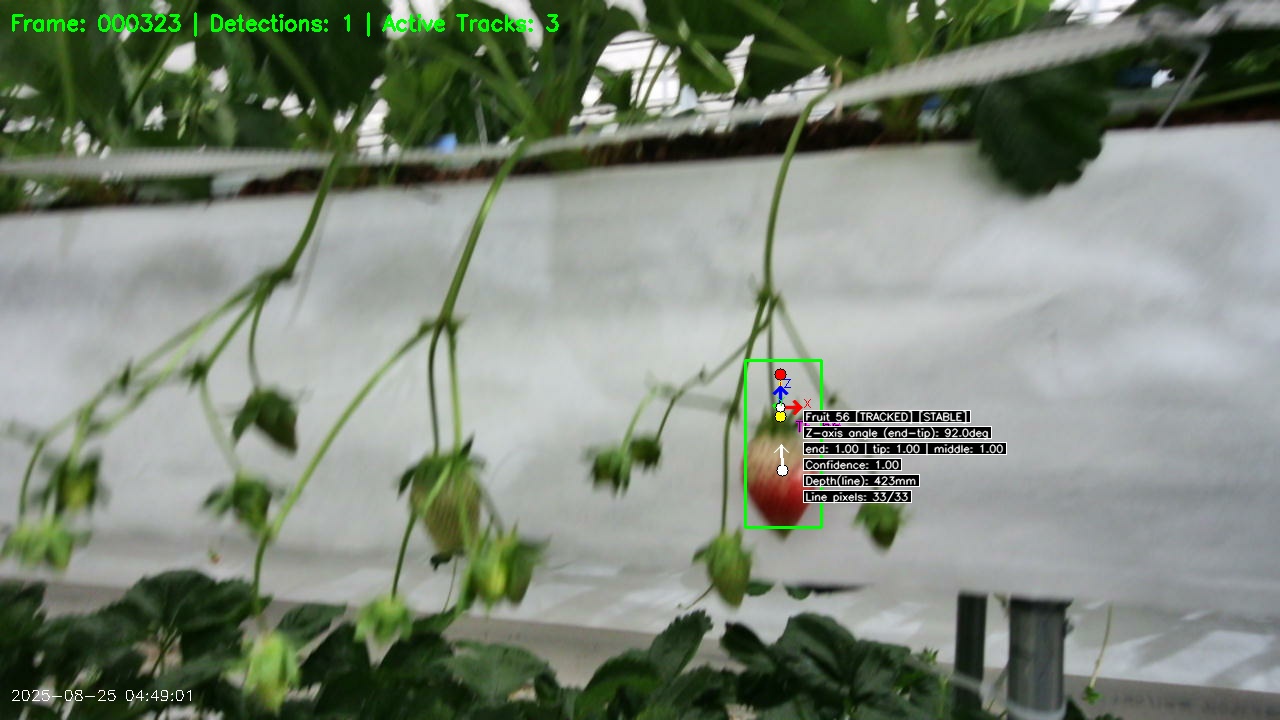 Frame: 000323 | Detections: 1 | Active Tracks: 3
Z
X
Fruit 56 [TRACKED] [STABLE]
Z-axis angle (end-tip): 92.0deg
end: 1.00 | tip: 1.00 | middle: 1.00
Confidence: 1.00
Depth(line): 423mm
Line pixels: 33/33
2025-08-25 04:49:01